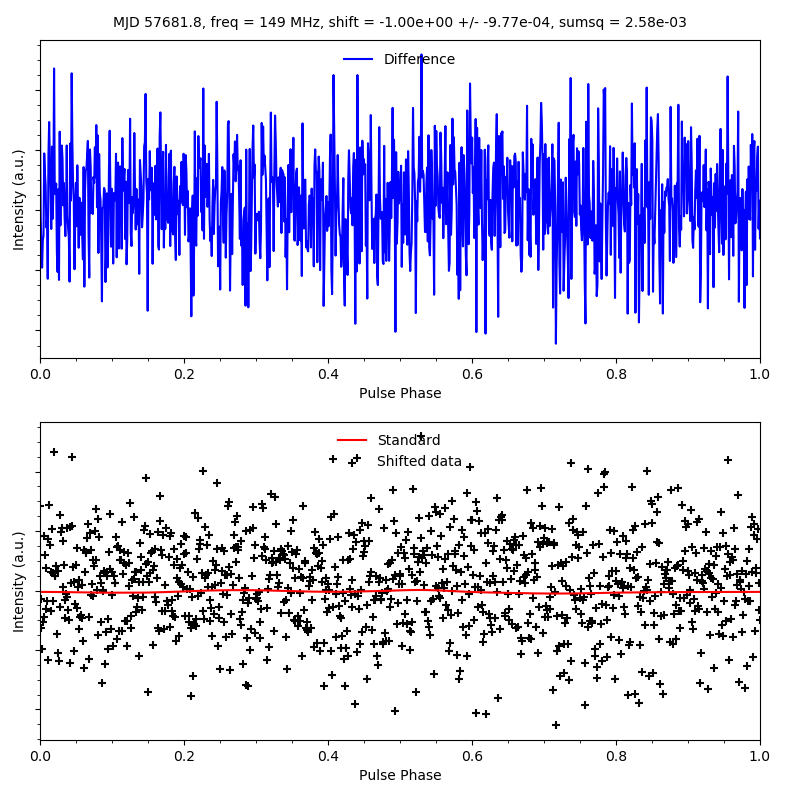 MJD 57681.8, freq = 149 MHz, shift = -1.00e+00 +/- -9.77e-04, sumsq = 2.58e-03
Difference
Intensity (a.u.)
0.0 0.2 0.4 0.6 0.8 1.0
Pulse Phase
Standard
Shifted data
Intensity (a.u.)
0.0 0.2 0.4 0.6 0.8 1.0
Pulse Phase